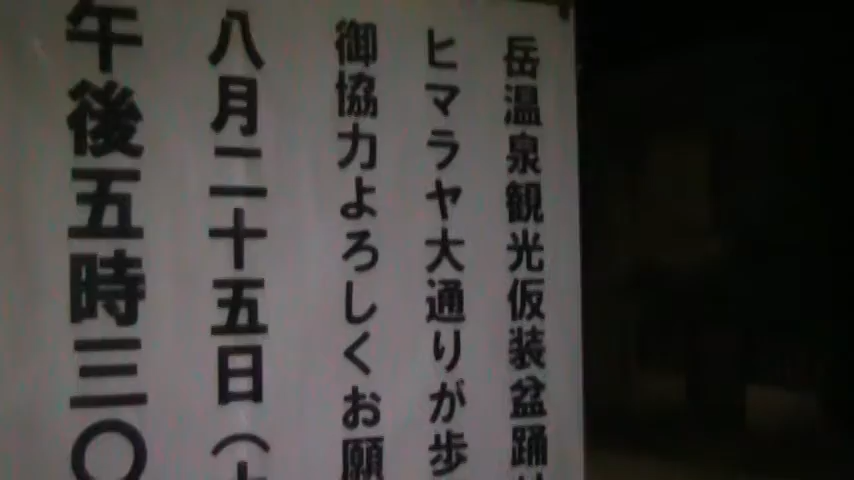 岳温泉観光仮装盆踊り
ヒマラヤ大通りが歩
御協力よろしくお願
八月二十五日（土
午後五時三〇